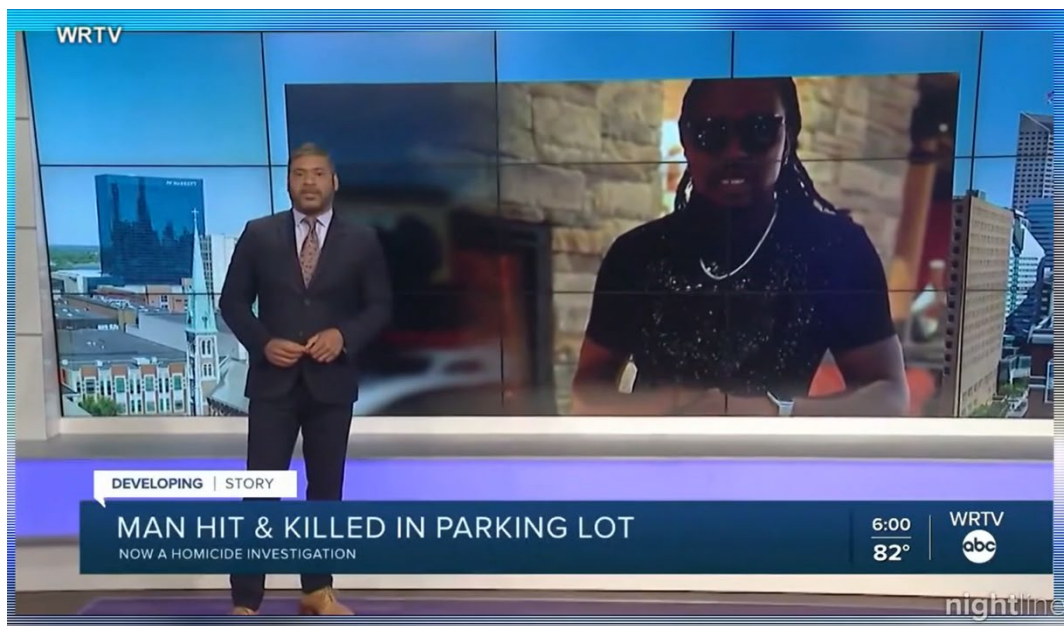 WRTV
DEVELOPING | STORY
MAN HIT & KILLED IN PARKING LOT
NOW A HOMICIDE INVESTIGATION
6:00
82°
WRTV
abc
nightline